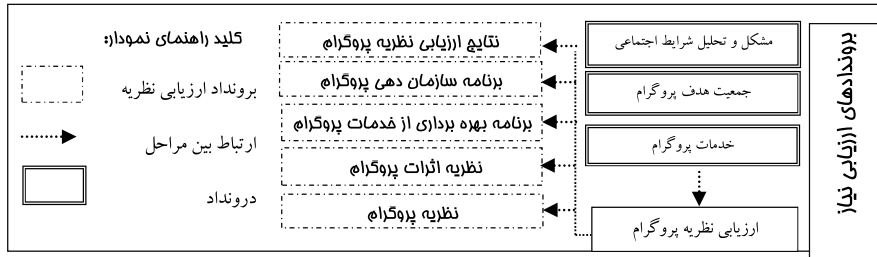 بروندادهای ارزیابی نیاز
مشکل و تحلیل شرایط اجتماعی
جمعیت هدف پروگرام
خدمات پروگرام
ارزیابی نظریه پروگرام
نتایج ارزیابی نظریه پروگرام
برنامه سازمان دهی پروگرام
برنامه بهره برداری از خدمات پروگرام
نظریه اثرات پروگرام
نظریه پروگرام
کلید راهنمای نمودار:
برونداد ارزیابی نظریه
ارتباط بین مراحل
درونداد